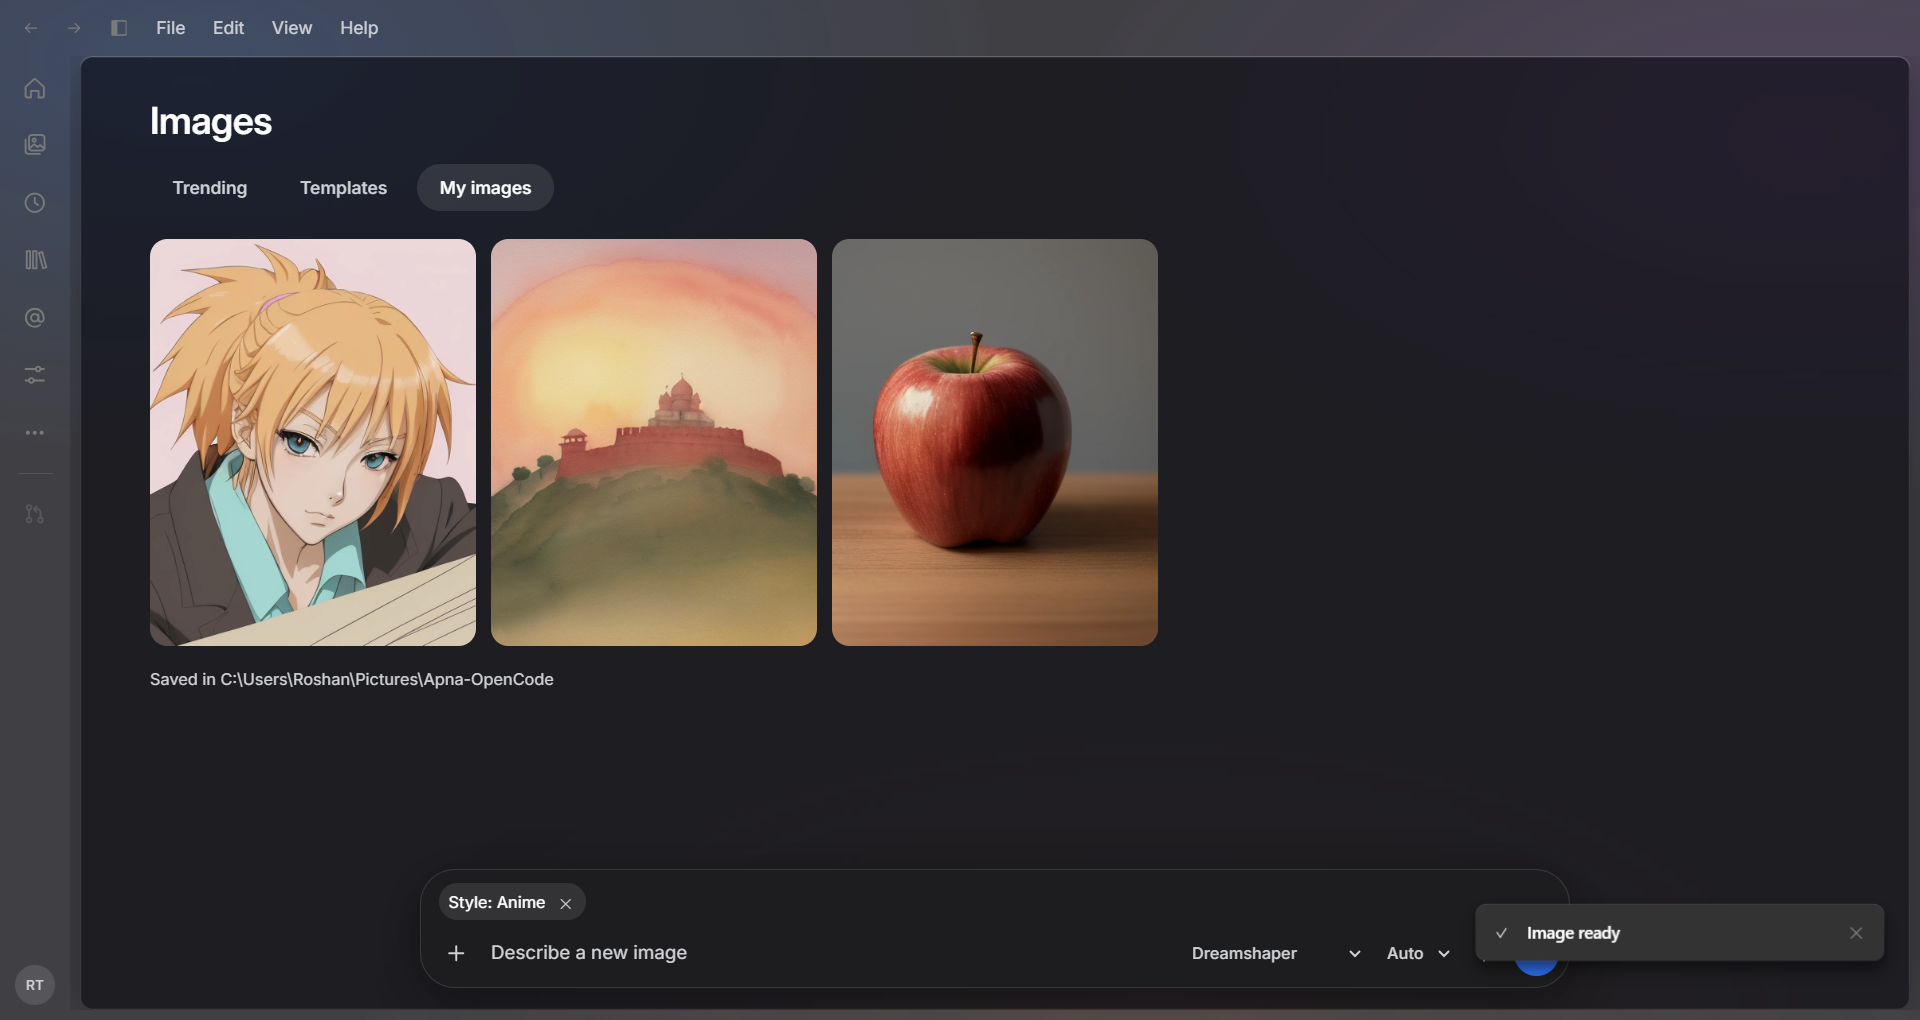 File Edit View Help
Images
Trending Templates My images
Saved in C:\Users\Roshan\Pictures\Apna-OpenCode
Style: Anime
Describe a new image Dreamshaper Auto
Image ready
RT